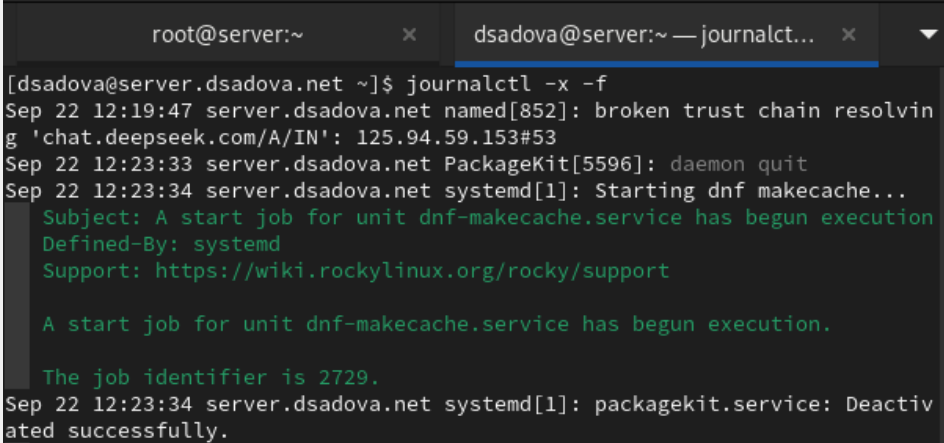 root@server:~ × dsadova@server:~ — journalct... ×
[dsadova@server.dsadova.net ~]$ journalctl -x -f
Sep 22 12:19:47 server.dsadova.net named[852]: broken trust chain resolvin
g 'chat.deepseek.com/A/IN': 125.94.59.153#53
Sep 22 12:23:33 server.dsadova.net PackageKit[5596]: daemon quit
Sep 22 12:23:34 server.dsadova.net systemd[1]: Starting dnf makecache...
Subject: A start job for unit dnf-makecache.service has begun execution
Defined-By: systemd
Support: https://wiki.rockylinux.org/rocky/support
A start job for unit dnf-makecache.service has begun execution.
The job identifier is 2729.
Sep 22 12:23:34 server.dsadova.net systemd[1]: packagekit.service: Deactiv
ated successfully.